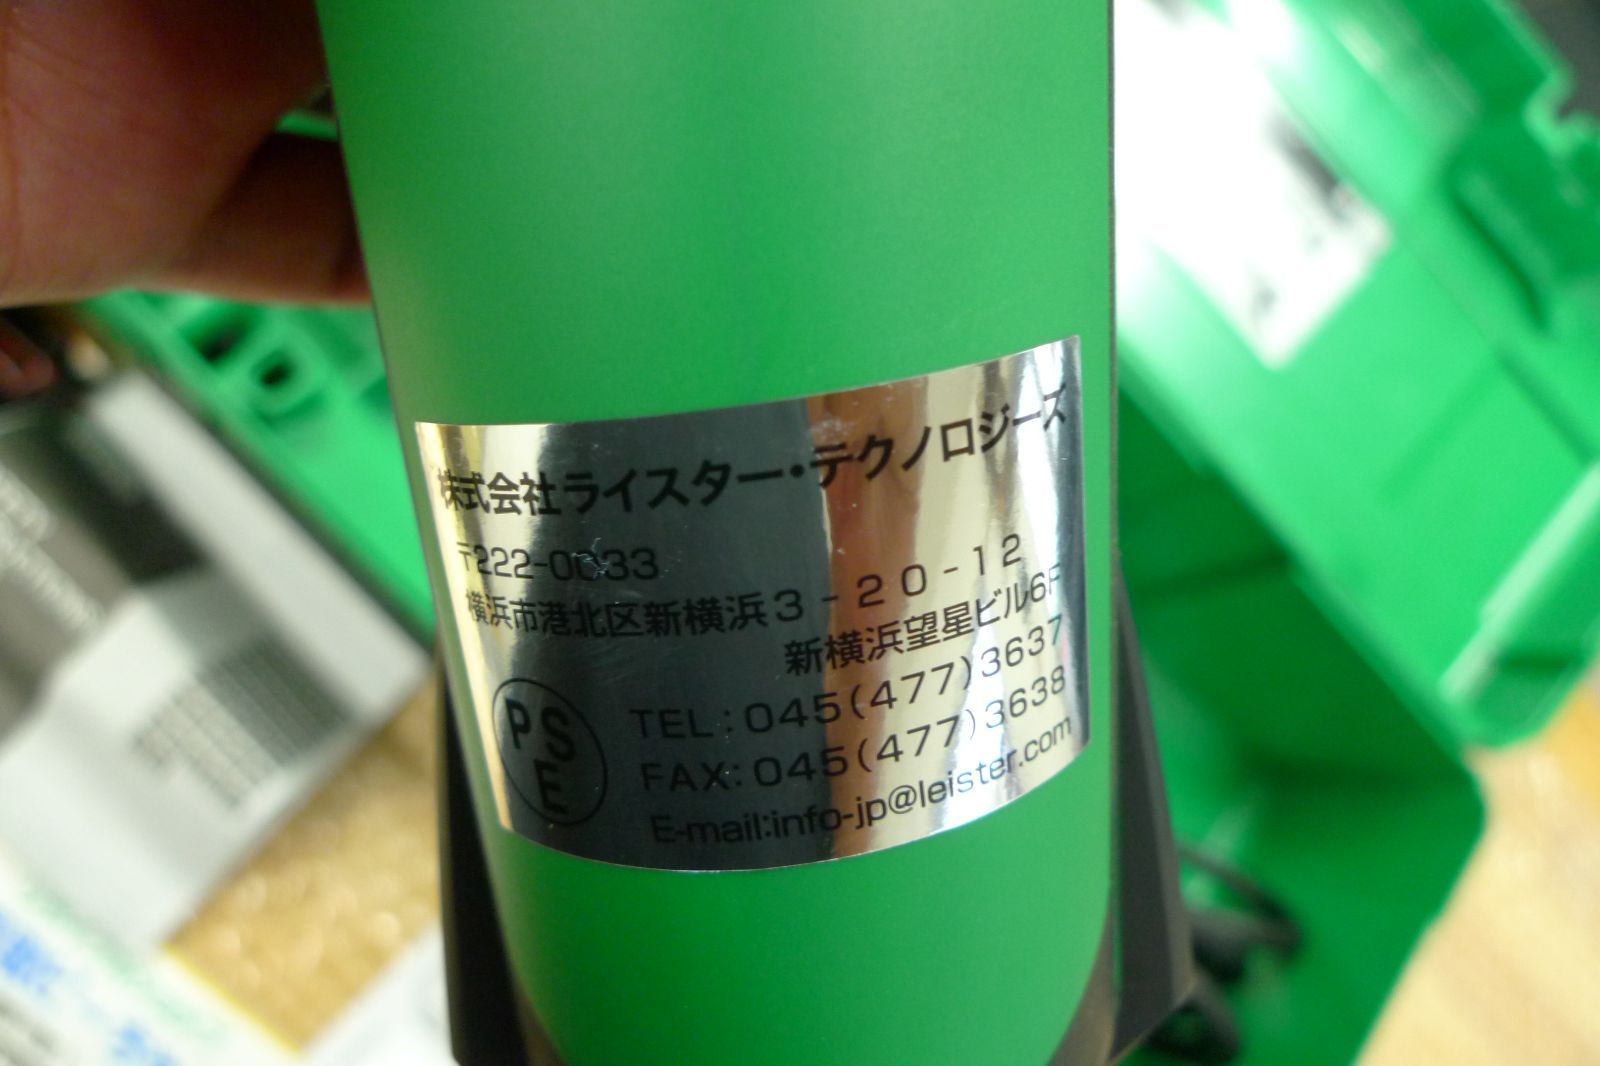 株式会社ライスター・テクノロジーズ
〒222-0033
横浜市港北区新横浜3-20-12
新横浜望星ビル6F
TEL:045(477)3637
FAX:045(477)3638
E-mail:info-jp@leister.com
PSE